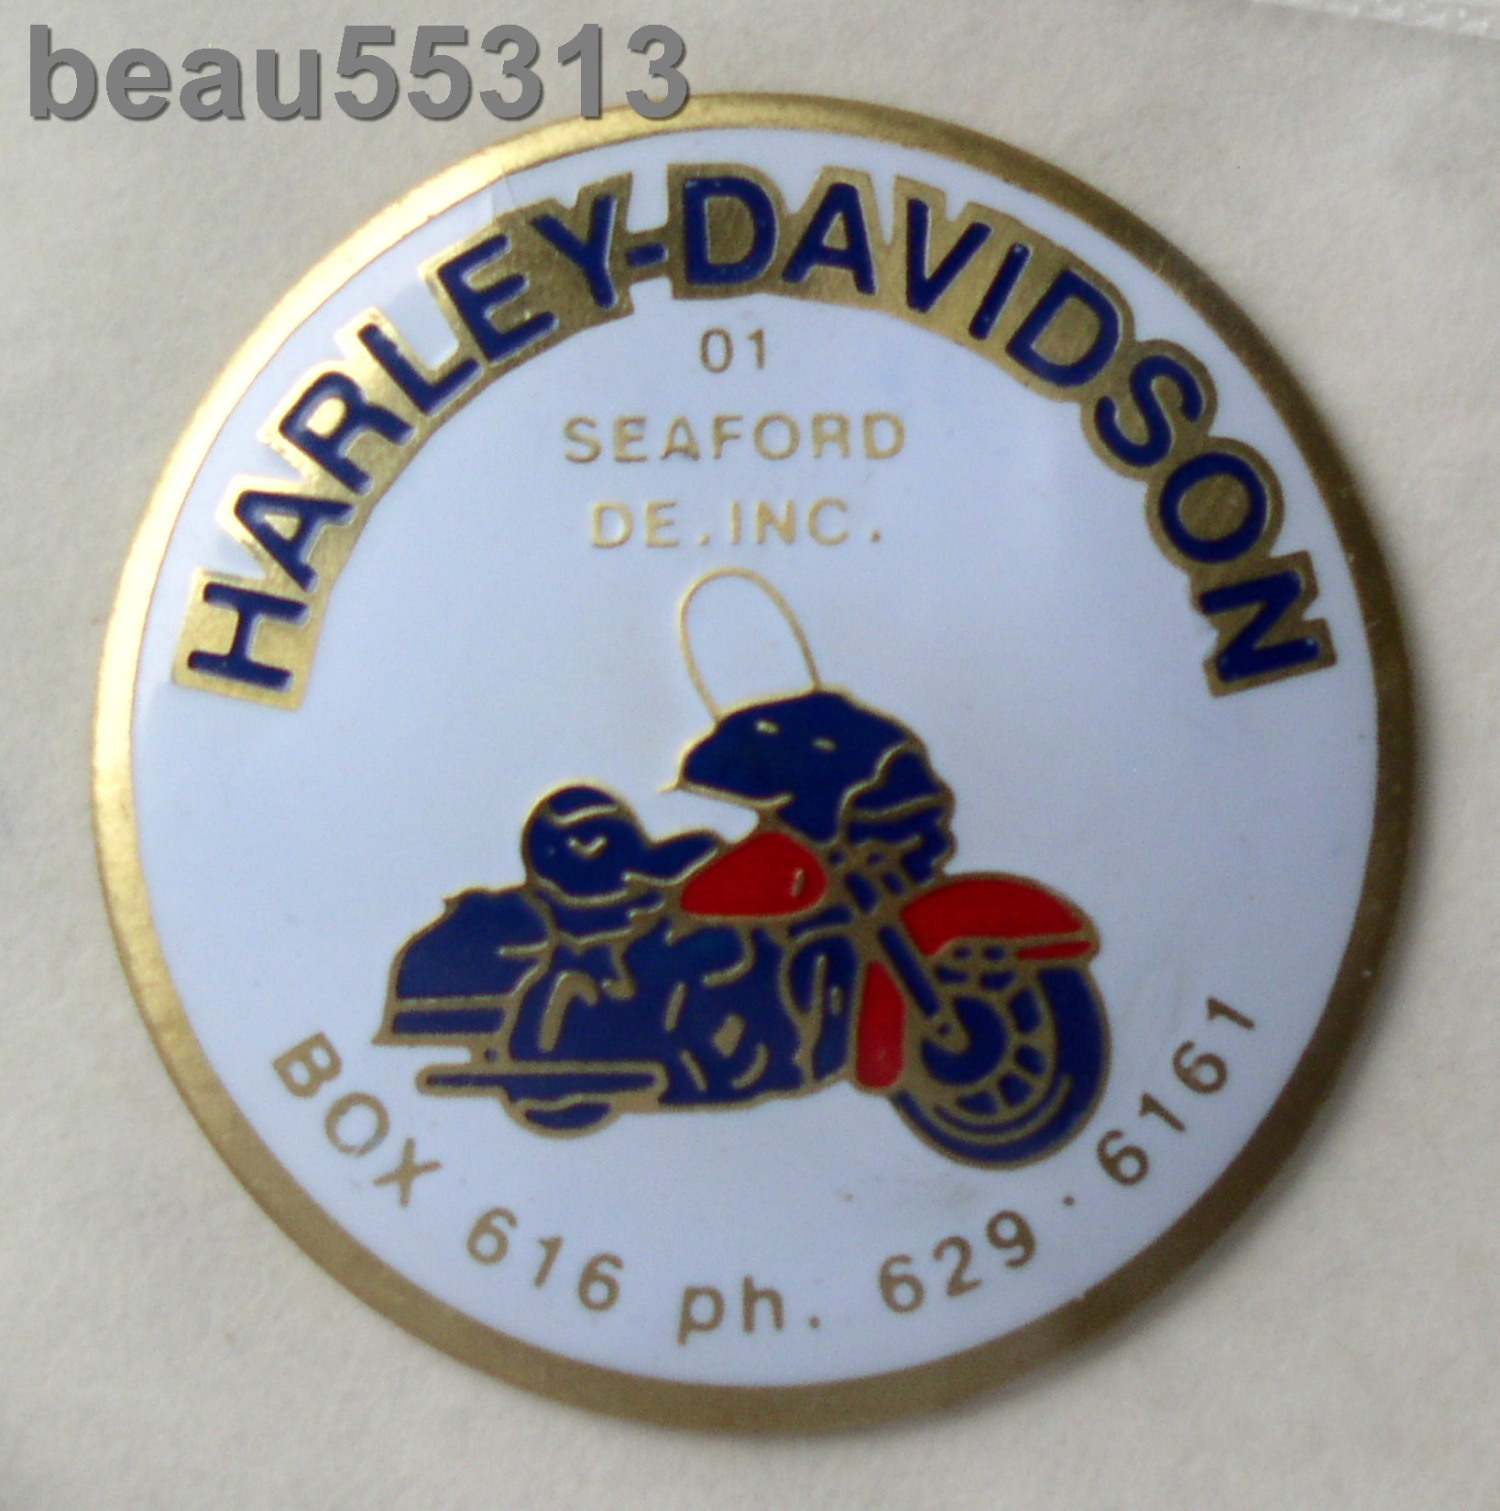 beau55313
HARLEY-DAVIDSON
01
SEAFORD
DE.INC.
BOX 616 ph. 629·6161